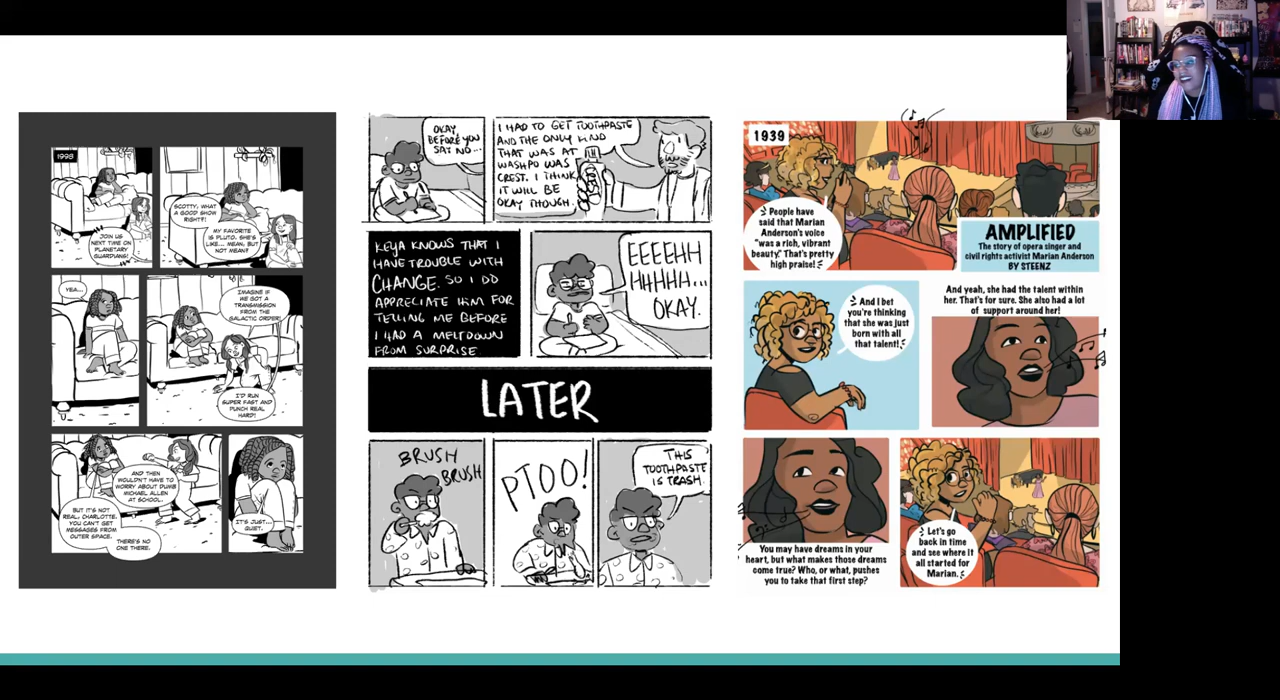 1998
JOIN US
NEXT TIME ON
PLANETARY
GUARDIANS!
SCOTTY, WHAT
A GOOD SHOW
RIGHT?!
MY FAVORITE
IS PLUTO. SHE'S
LIKE... MEAN, BUT
NOT MEAN?
YEA...
IMAGINE IF
WE GOT A
TRANSMISSION
FROM THE
GALACTIC ORDER!
I'D RUN
SUPER FAST AND
PUNCH REAL
HARD!
AND THEN
WOULDN'T HAVE TO
WORRY ABOUT DUMB
MICHAEL ALLEN
AT SCHOOL.
BUT IT'S NOT
REAL, CHARLOTTE.
YOU CAN'T GET
MESSAGES FROM
OUTER SPACE.
THERE'S NO
ONE THERE.
IT'S JUST...
QUIET.
OKAY,
BEFORE YOU
SAY NO...
I HAD TO GET TOOTHPASTE
AND THE ONLY KIND
THAT WAS AT
WASHPO WAS
CREST. I THINK
IT WILL BE
OKAY THOUGH.
KEYA KNOWS THAT I
HAVE TROUBLE WITH
CHANGE. SO I DO
APPRECIATE HIM FOR
TELLING ME BEFORE
I HAD A MELTDOWN
FROM SURPRISE.
EEEEHH
HHHHH...
OKAY.
LATER
BRUSH
BRUSH
PTOO!
THIS
TOOTHPASTE
IS TRASH.
1939
People have
said that Marian
Anderson's voice
"was a rich, vibrant
beauty." That's pretty
high praise!
AMPLIFIED
The story of opera singer and
civil rights activist Marian Anderson
BY STEENZ
And I bet
you're thinking
that she was just
born with all
that talent!
And yeah, she had the talent within
her. That's for sure. She also had a lot
of support around her!
You may have dreams in your
heart, but what makes those dreams
come true? Who, or what, pushes
you to take that first step?
Let's go
back in time
and see where it
all started for
Marian.